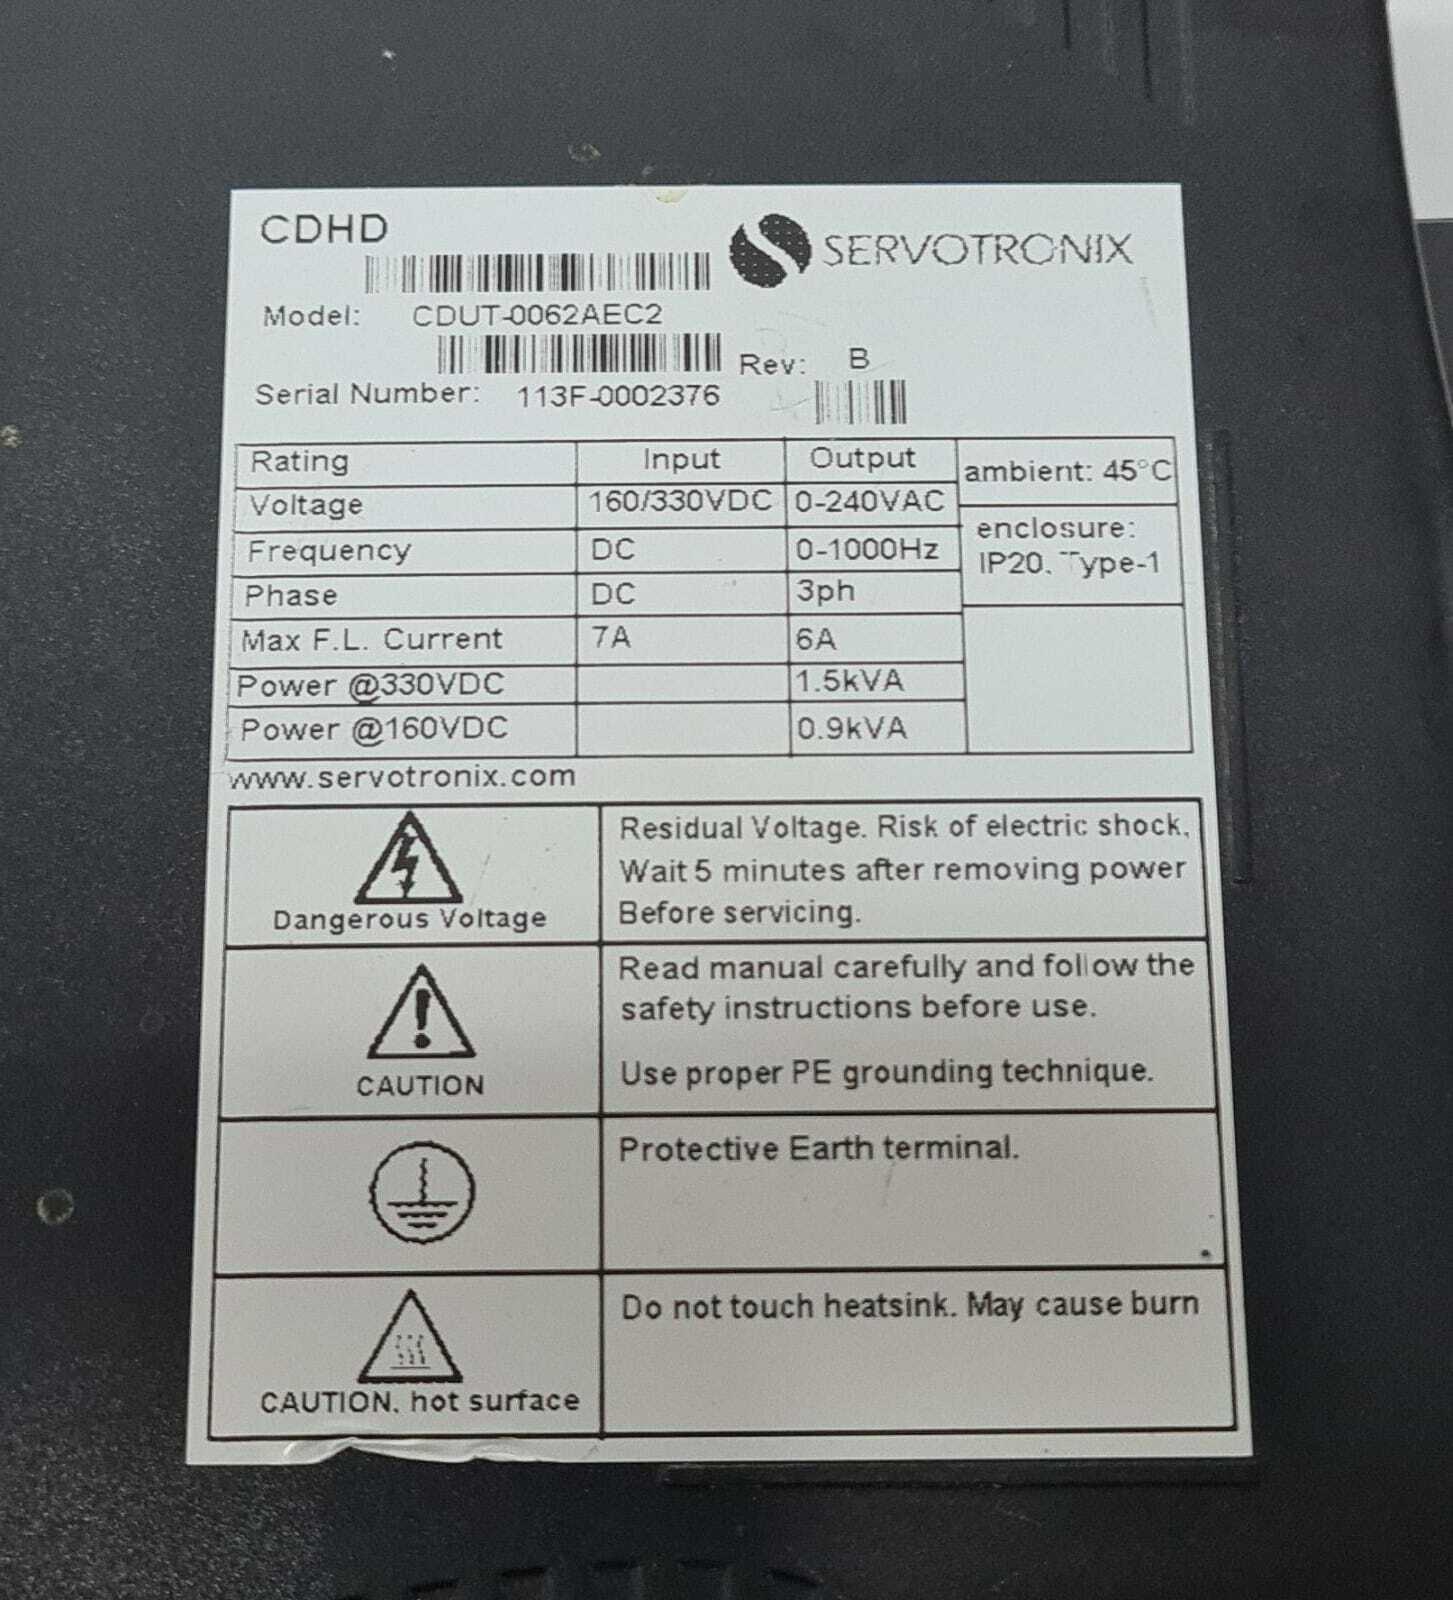 CDHD
SERVOTRONIX
Model: CDUT-0062AEC2
Rev: B
Serial Number: 113F-0002376
Rating Input Output ambient: 45°C
Voltage 160/330VDC 0-240VAC
enclosure:
IP20. Type-1
Frequency DC 0-1000Hz
Phase DC 3ph
Max F.L. Current 7A 6A
Power @330VDC 1.5kVA
Power @160VDC 0.9kVA
www.servotronix.com
Dangerous Voltage
Residual Voltage. Risk of electric shock.
Wait 5 minutes after removing power
Before servicing.
CAUTION
Read manual carefully and follow the
safety instructions before use.
Use proper PE grounding technique.
Protective Earth terminal.
CAUTION. hot surface
Do not touch heatsink. May cause burn